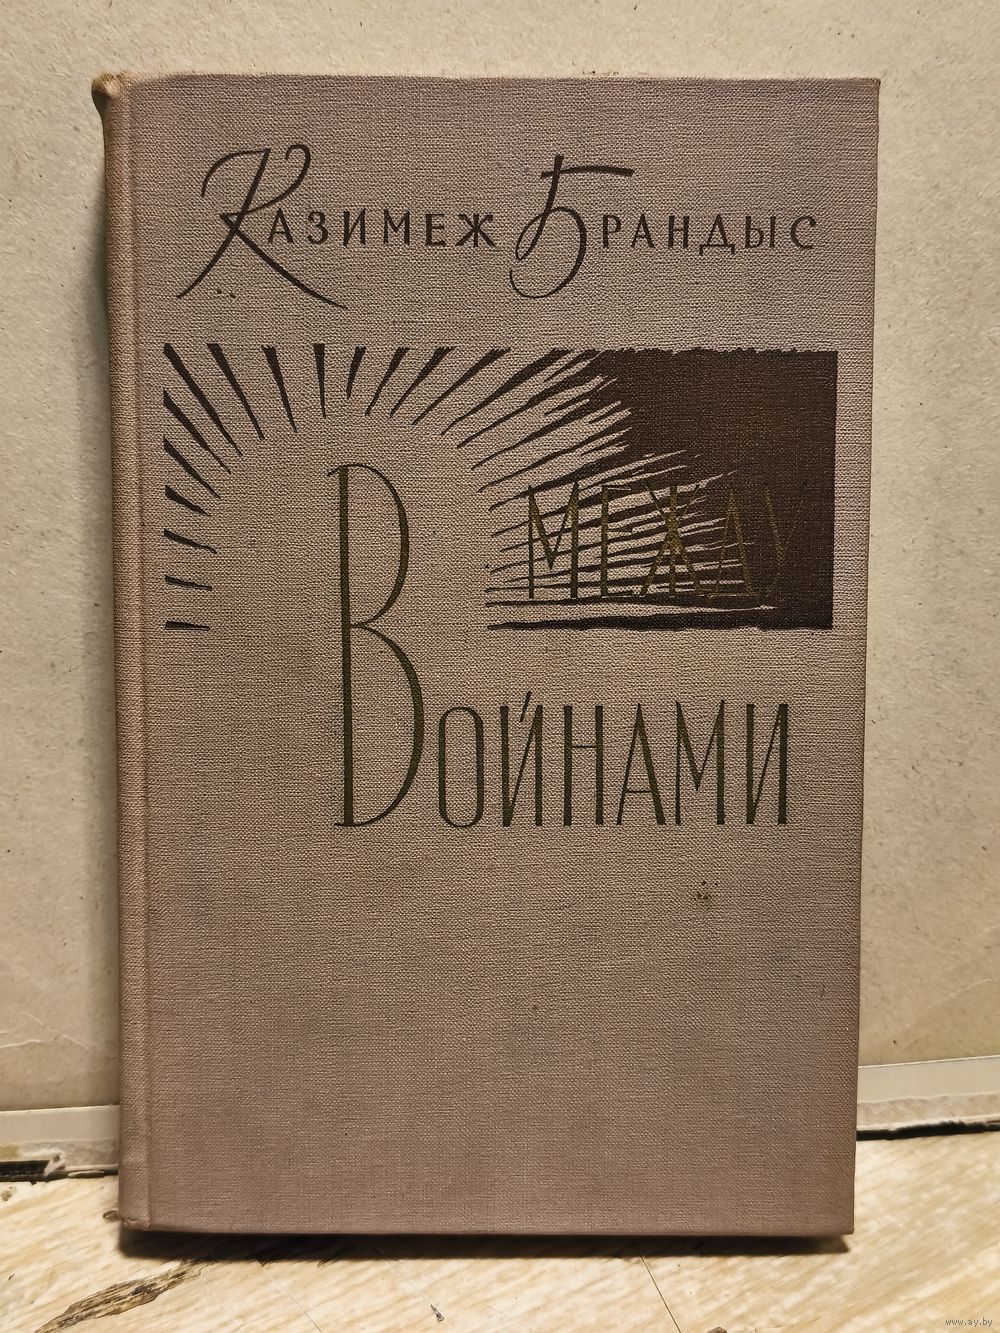 Казимеж Брандыс
Между
Войнами
www.ay.by